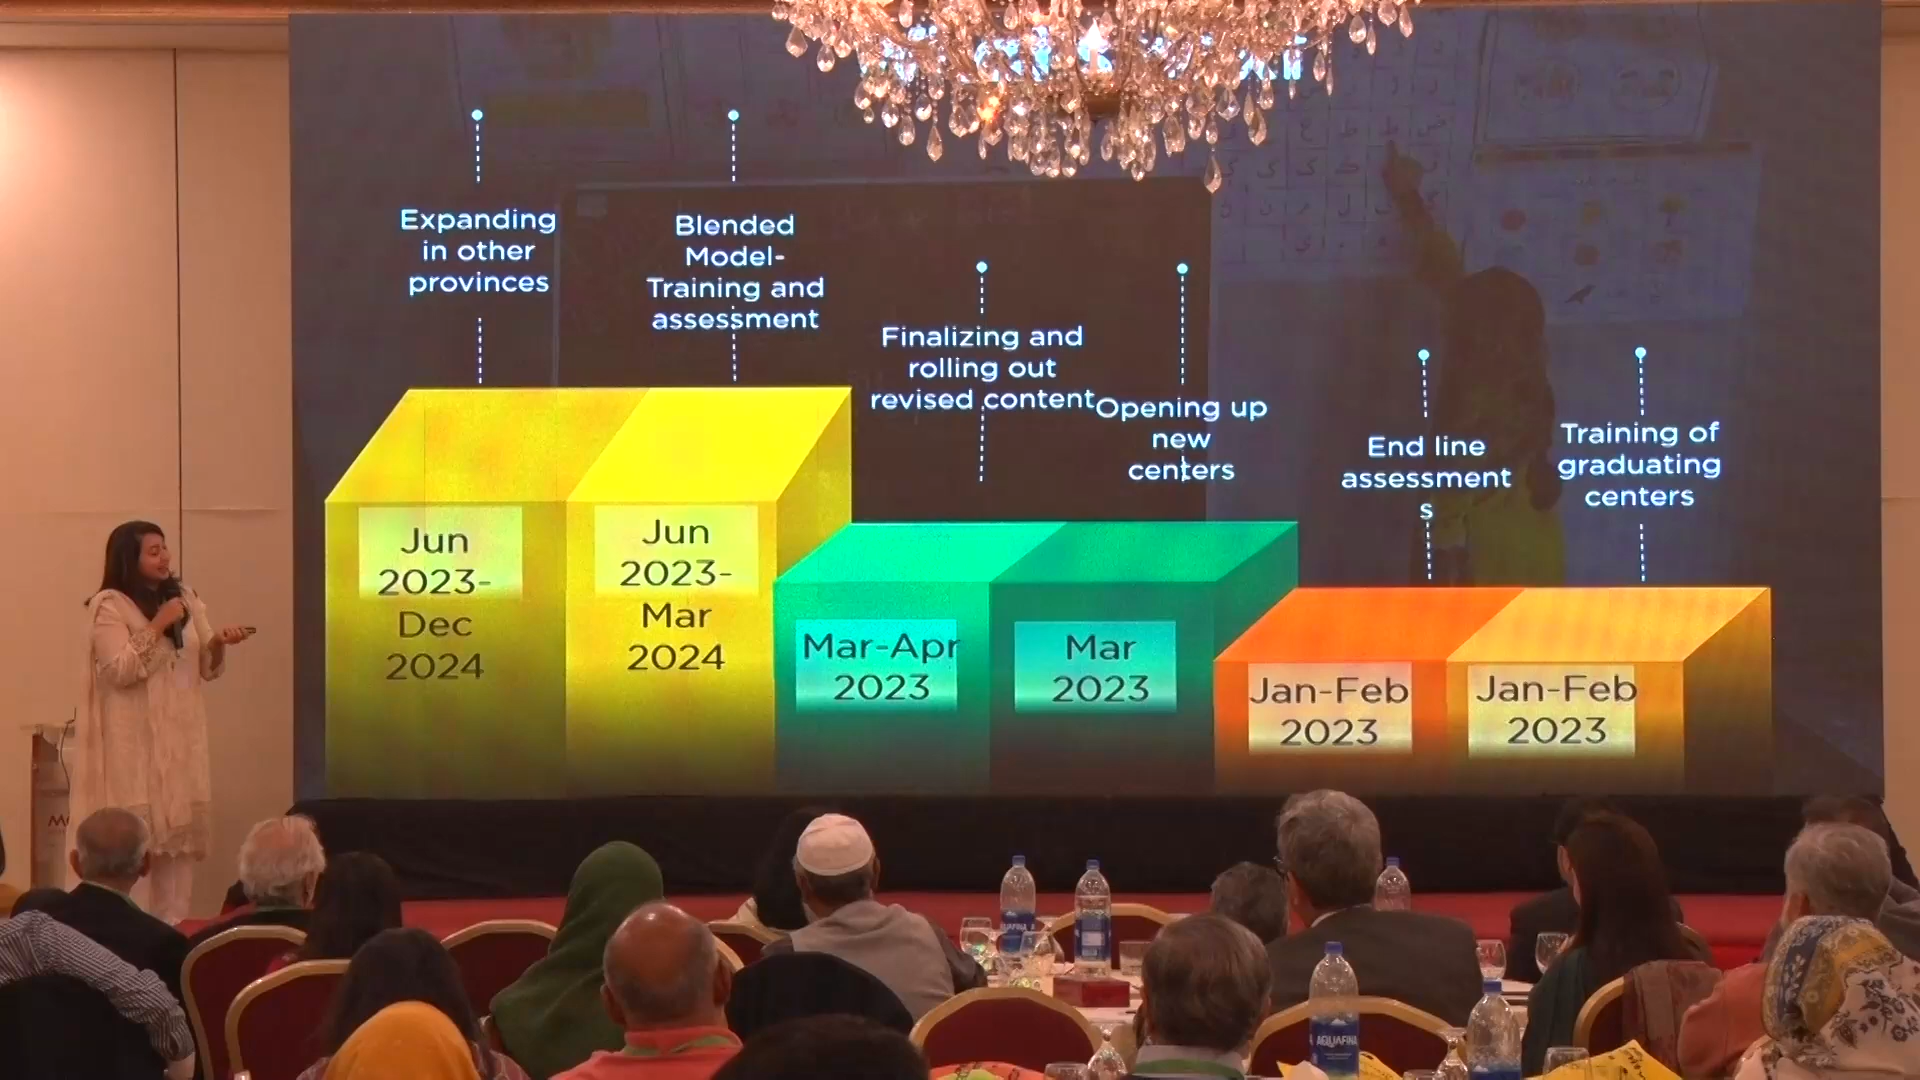 Expanding
in other
provinces
Blended
Model-
Training and
assessment
Finalizing and
rolling out
revised content
Opening up
new
centers
End line
assessment
s
Training of
graduating
centers
Jun
2023-
Dec
2024
Jun
2023-
Mar
2024
Mar-Apr
2023
Mar
2023
Jan-Feb
2023
Jan-Feb
2023
AQUAFINA